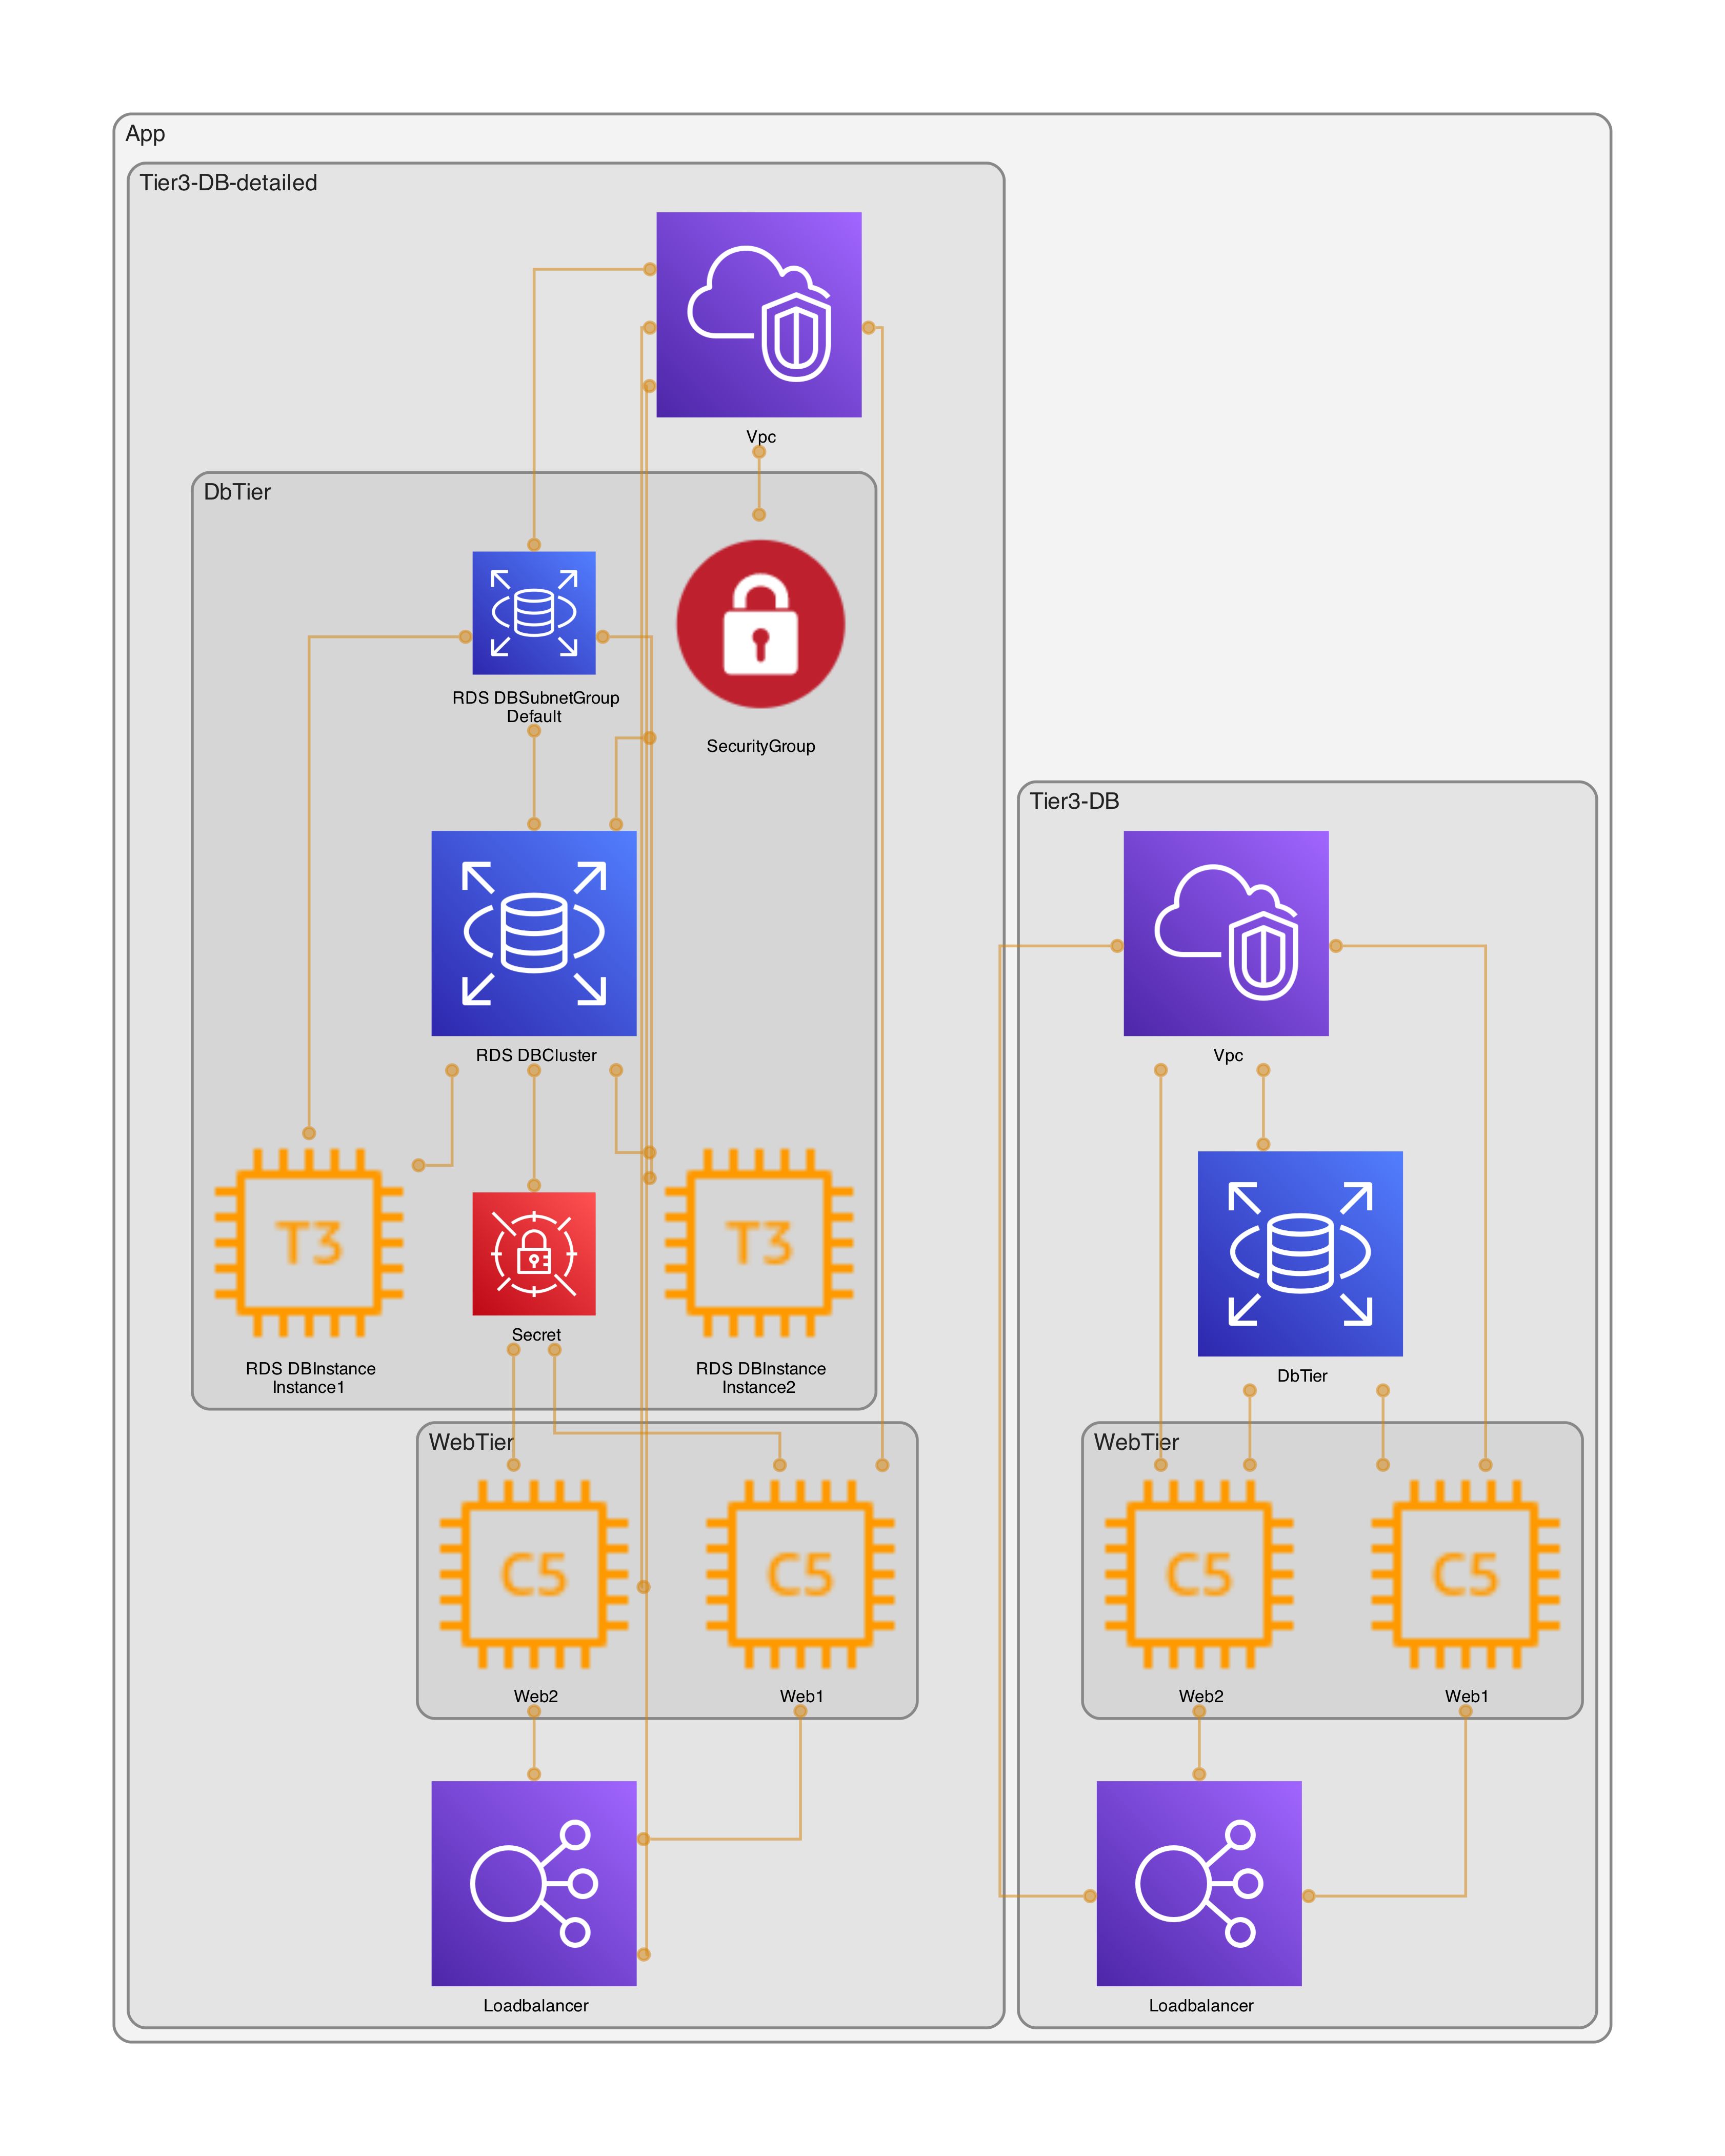 App
Tier3-DB-detailed
Vpc
DbTier
RDS DBSubnetGroup
Default
SecurityGroup
RDS DBCluster
T3
T3
RDS DBInstance
Instance1
Secret
RDS DBInstance
Instance2
WebTier
C5
C5
Web2
Web1
Loadbalancer
Tier3-DB
Vpc
DbTier
WebTier
C5
C5
Web2
Web1
Loadbalancer